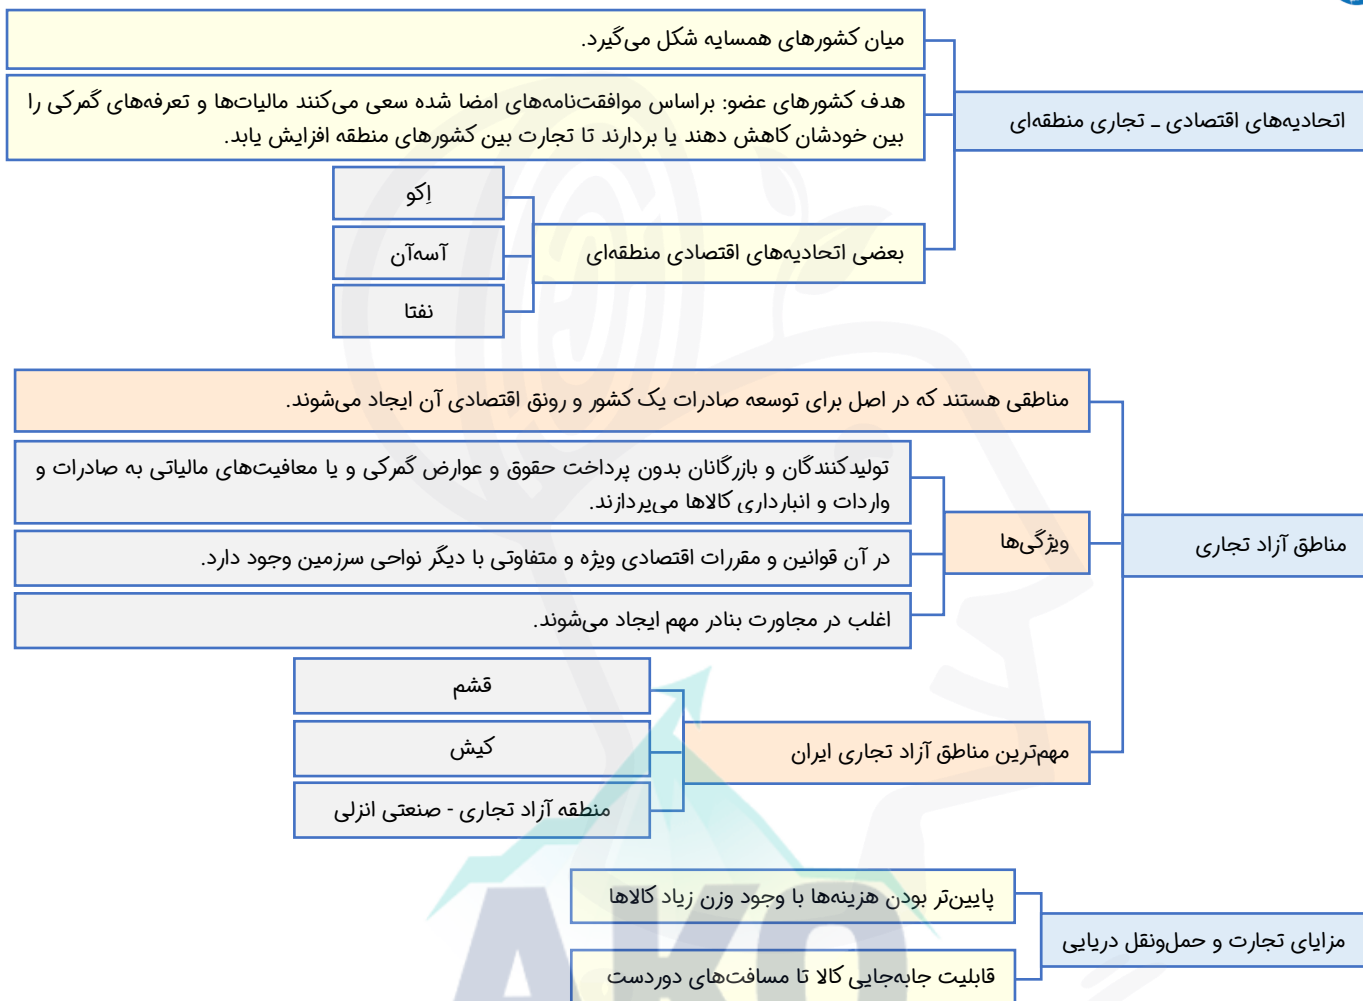 اتحادیه‌های اقتصادی ـ تجاری منطقه‌ای
میان کشورهای همسایه شکل می‌گیرد.
هدف کشورهای عضو: براساس موافقت‌نامه‌های امضا شده سعی می‌کنند مالیات‌ها و تعرفه‌های گمرکی را
بین خودشان کاهش دهند یا بردارند تا تجارت بین کشورهای منطقه افزایش یابد.
بعضی اتحادیه‌های اقتصادی منطقه‌ای
اِکو
آسه‌آن
نفتا
مناطق آزاد تجاری
مناطقی هستند که در اصل برای توسعه صادرات یک کشور و رونق اقتصادی آن ایجاد می‌شوند.
ویژگی‌ها
تولیدکنندگان و بازرگانان بدون پرداخت حقوق و عوارض گمرکی و یا معافیت‌های مالیاتی به صادرات و
واردات و انبارداری کالاها می‌پردازند.
در آن قوانین و مقررات اقتصادی ویژه و متفاوتی با دیگر نواحی سرزمین وجود دارد.
اغلب در مجاورت بنادر مهم ایجاد می‌شوند.
مهم‌ترین مناطق آزاد تجاری ایران
قشم
کیش
منطقه آزاد تجاری - صنعتی انزلی
مزایای تجارت و حمل‌ونقل دریایی
پایین‌تر بودن هزینه‌ها با وجود وزن زیاد کالاها
قابلیت جابه‌جایی کالا تا مسافت‌های دوردست
AKO